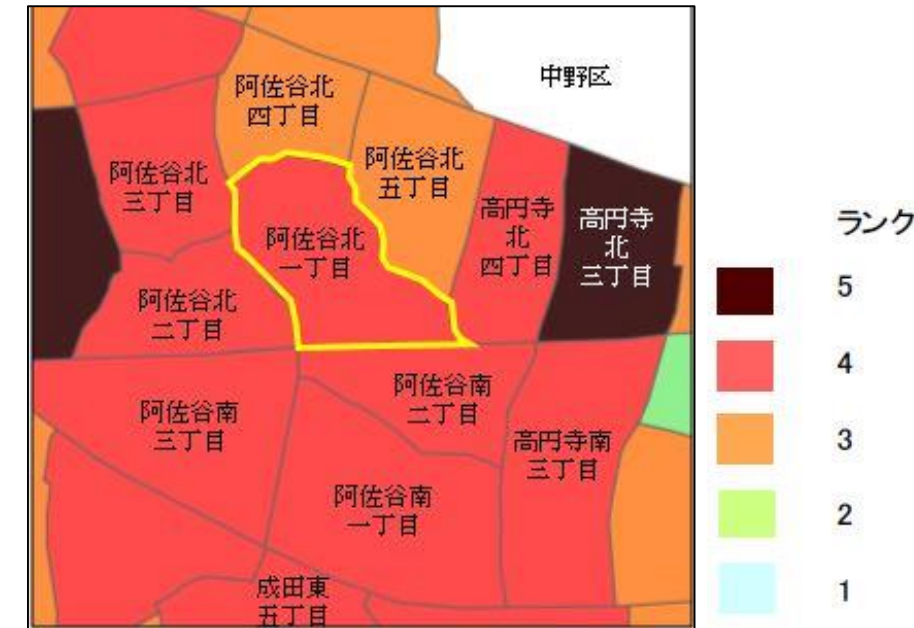 中野区
阿佐谷北
四丁目
阿佐谷北
五丁目
阿佐谷北
三丁目
高円寺
北
四丁目
高円寺
北
三丁目
阿佐谷北
一丁目
阿佐谷北
二丁目
阿佐谷南
二丁目
阿佐谷南
三丁目
高円寺南
三丁目
阿佐谷南
一丁目
成田東
五丁目
ランク
5
4
3
2
1